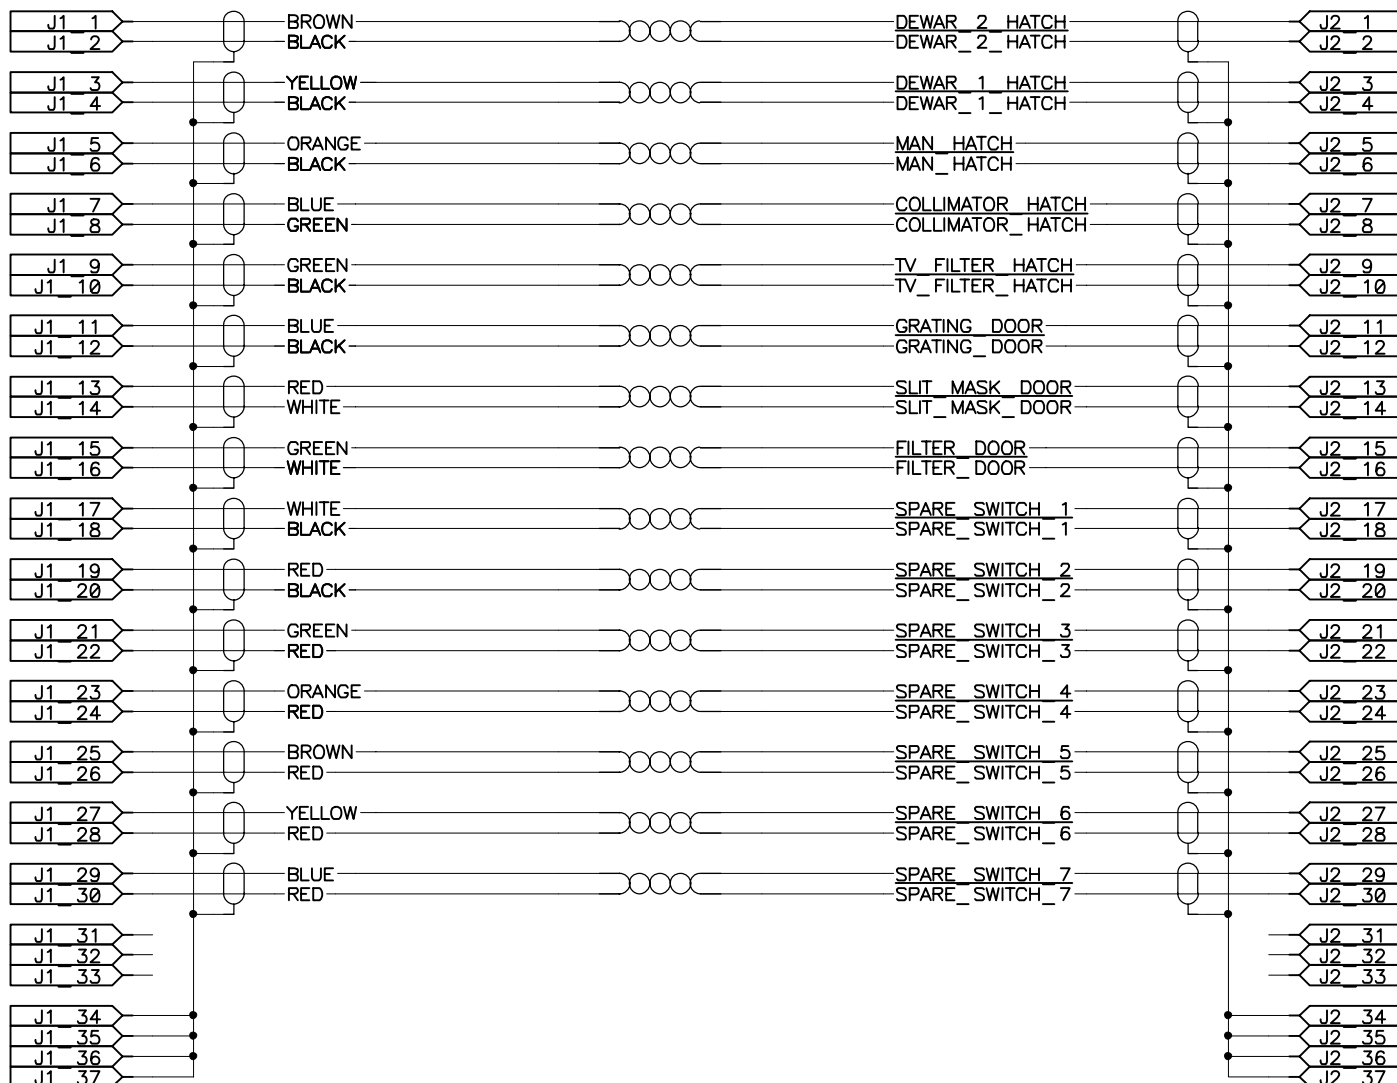 J1_1 BROWN DEWAR_2_HATCH J2_1
J1_2 BLACK DEWAR_2_HATCH J2_2
J1_3 YELLOW DEWAR_1_HATCH J2_3
J1_4 BLACK DEWAR_1_HATCH J2_4
J1_5 ORANGE MAN_HATCH J2_5
J1_6 BLACK MAN_HATCH J2_6
J1_7 BLUE COLLIMATOR_HATCH J2_7
J1_8 GREEN COLLIMATOR_HATCH J2_8
J1_9 GREEN TV_FILTER_HATCH J2_9
J1_10 BLACK TV_FILTER_HATCH J2_10
J1_11 BLUE GRATING_DOOR J2_11
J1_12 BLACK GRATING_DOOR J2_12
J1_13 RED SLIT_MASK_DOOR J2_13
J1_14 WHITE SLIT_MASK_DOOR J2_14
J1_15 GREEN FILTER_DOOR J2_15
J1_16 WHITE FILTER_DOOR J2_16
J1_17 WHITE SPARE_SWITCH_1 J2_17
J1_18 BLACK SPARE_SWITCH_1 J2_18
J1_19 RED SPARE_SWITCH_2 J2_19
J1_20 BLACK SPARE_SWITCH_2 J2_20
J1_21 GREEN SPARE_SWITCH_3 J2_21
J1_22 RED SPARE_SWITCH_3 J2_22
J1_23 ORANGE SPARE_SWITCH_4 J2_23
J1_24 RED SPARE_SWITCH_4 J2_24
J1_25 BROWN SPARE_SWITCH_5 J2_25
J1_26 RED SPARE_SWITCH_5 J2_26
J1_27 YELLOW SPARE_SWITCH_6 J2_27
J1_28 RED SPARE_SWITCH_6 J2_28
J1_29 BLUE SPARE_SWITCH_7 J2_29
J1_30 RED SPARE_SWITCH_7 J2_30
J1_31 J2_31
J1_32 J2_32
J1_33 J2_33
J1_34 J2_34
J1_35 J2_35
J1_36 J2_36
J1_37 J2_37